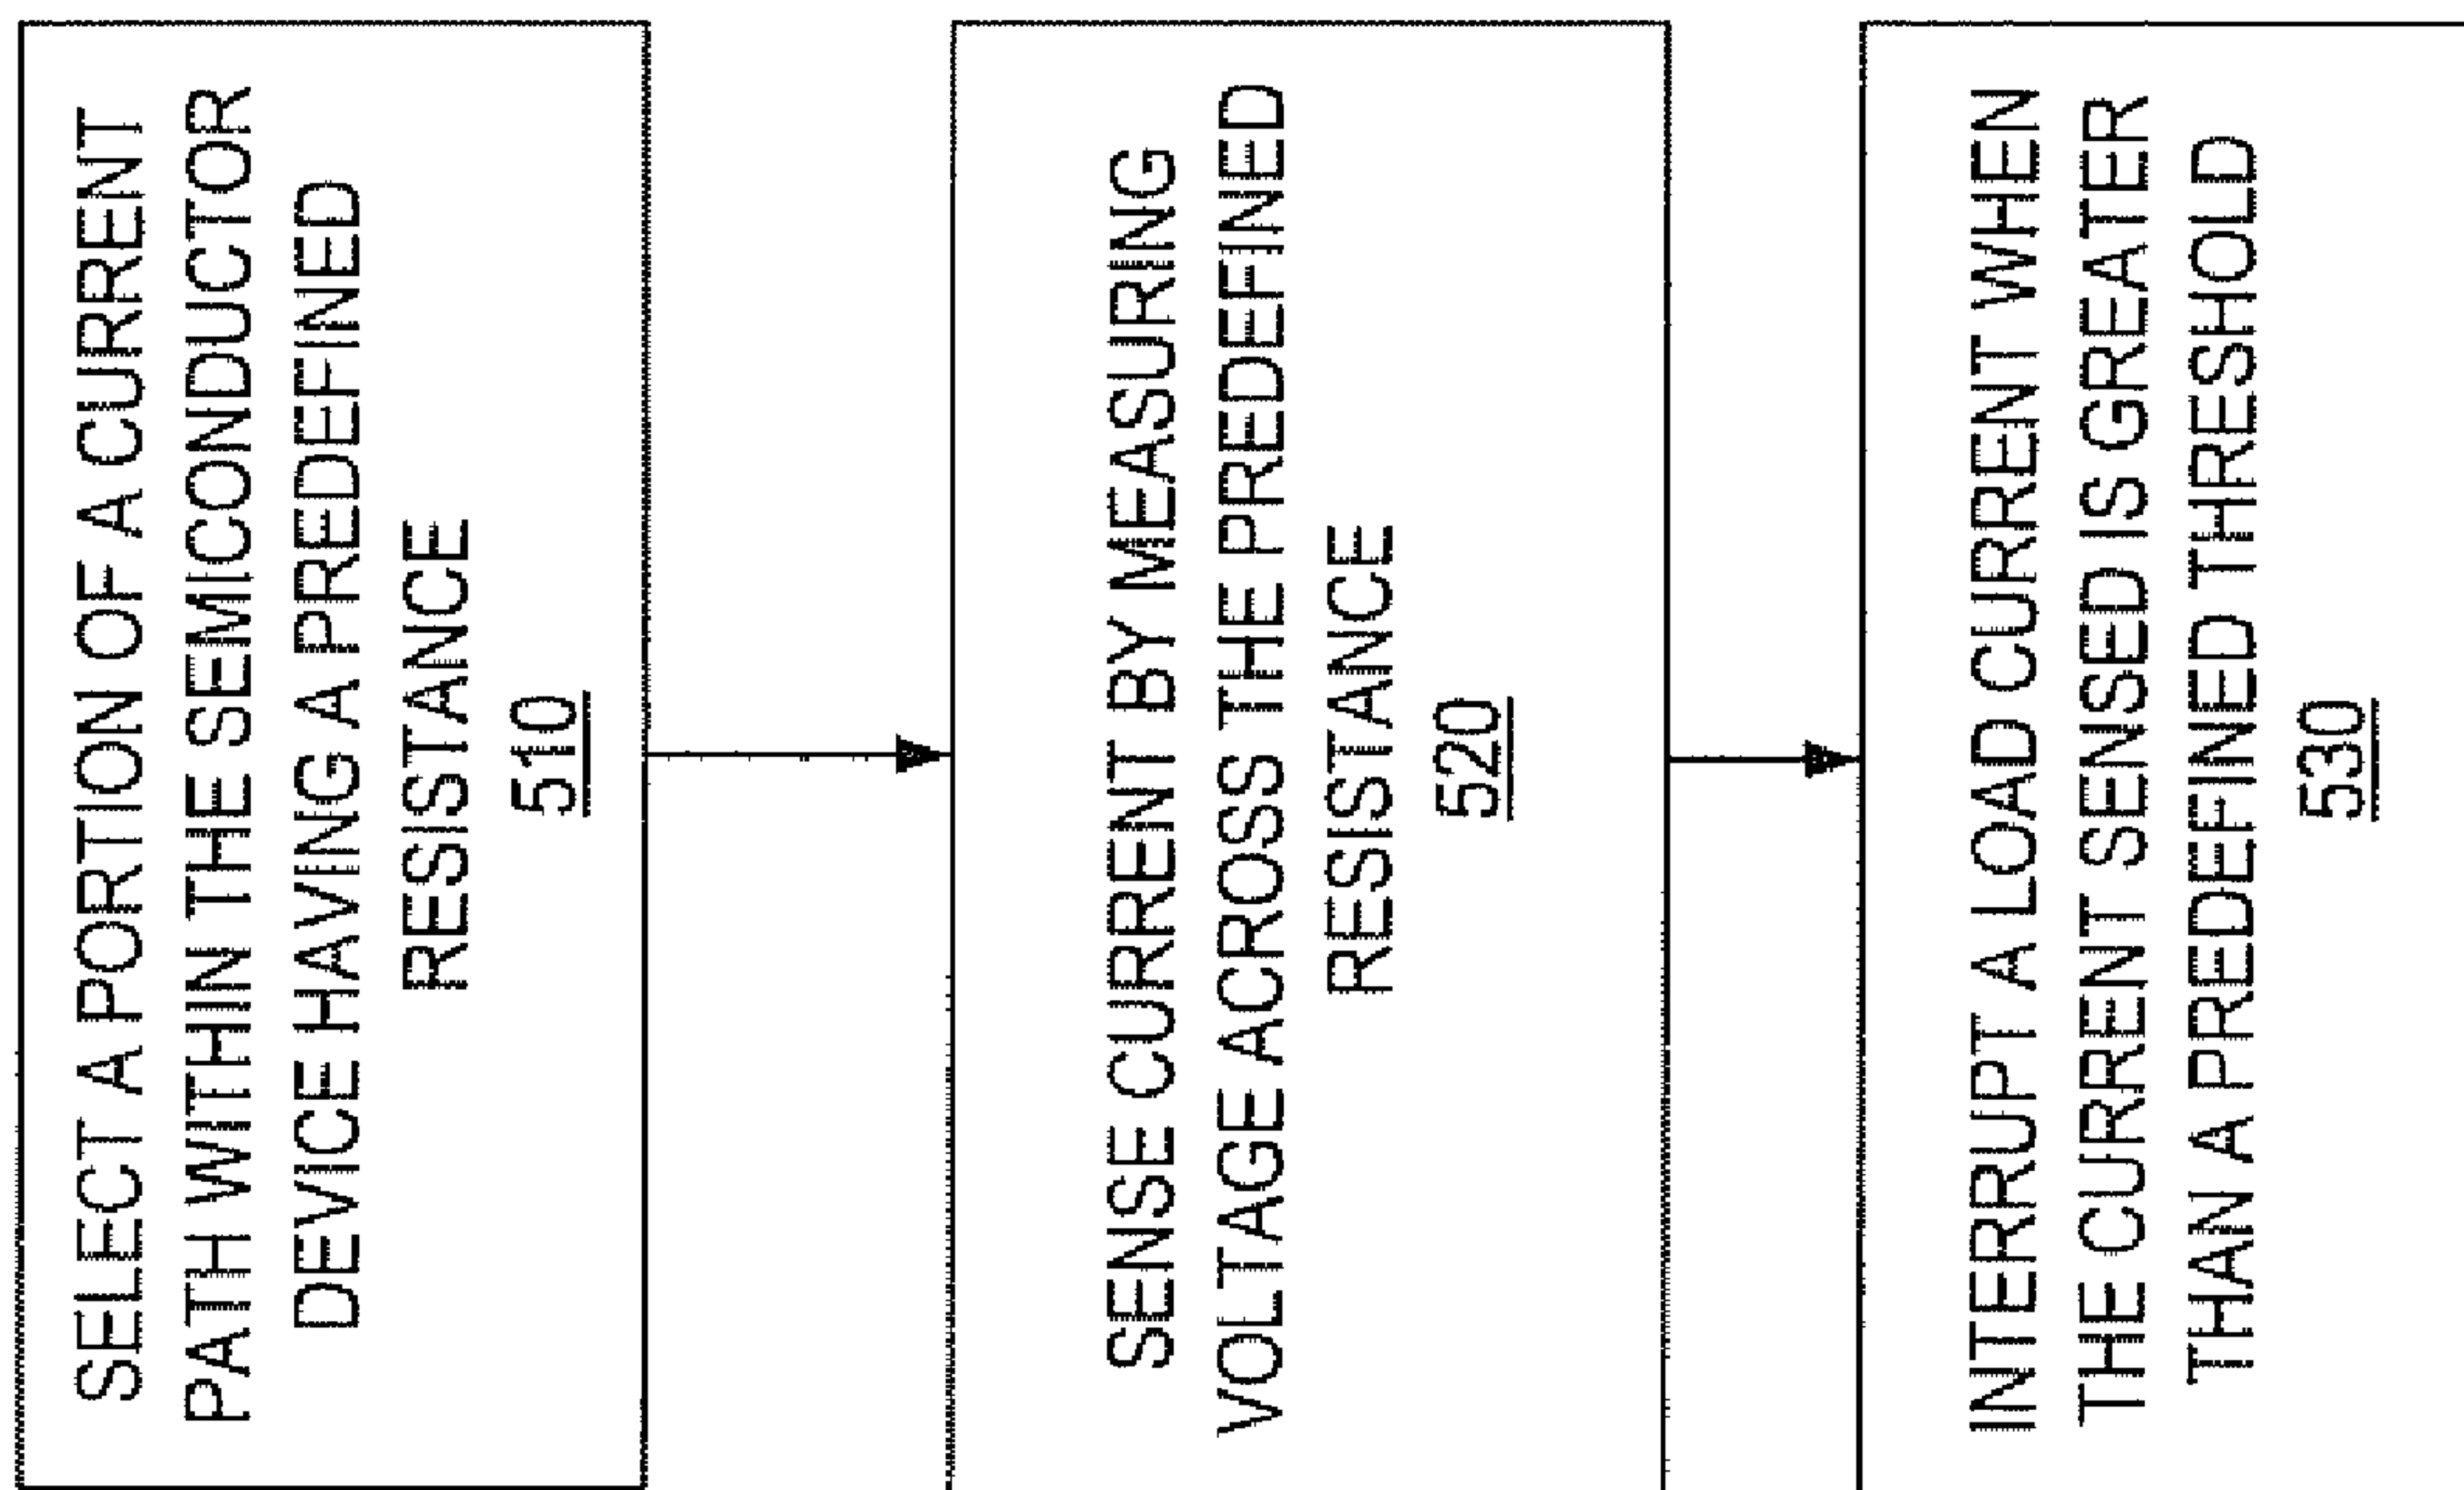 SELECT A PORTION OF A CURRENT
PATH WITHIN THE SEMICONDUCTOR
DEVICE HAVING A PREDEFINED
RESISTANCE
510
SENSE CURRENT BY MEASURING
VOLTAGE ACROSS THE PREDEFINED
RESISTANCE
520
INTERRUPT A LOAD CURRENT WHEN
THE CURRENT SENSED IS GREATER
THAN A PREDEFINED THRESHOLD
530